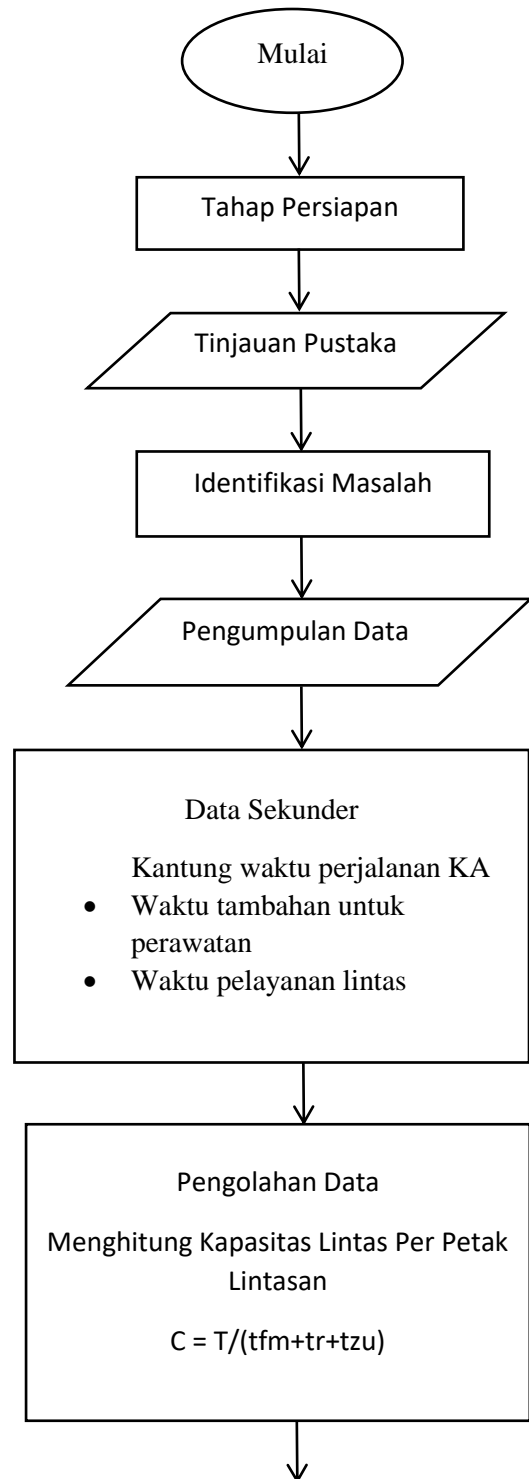 Mulai
Tahap Persiapan
Tinjauan Pustaka
Identifikasi Masalah
Pengumpulan Data
Data Sekunder
Kantung waktu perjalanan KA
• Waktu tambahan untuk
perawatan
• Waktu pelayanan lintas
Pengolahan Data
Menghitung Kapasitas Lintas Per Petak
Lintasan
C = T/(tfm+tr+tzu)